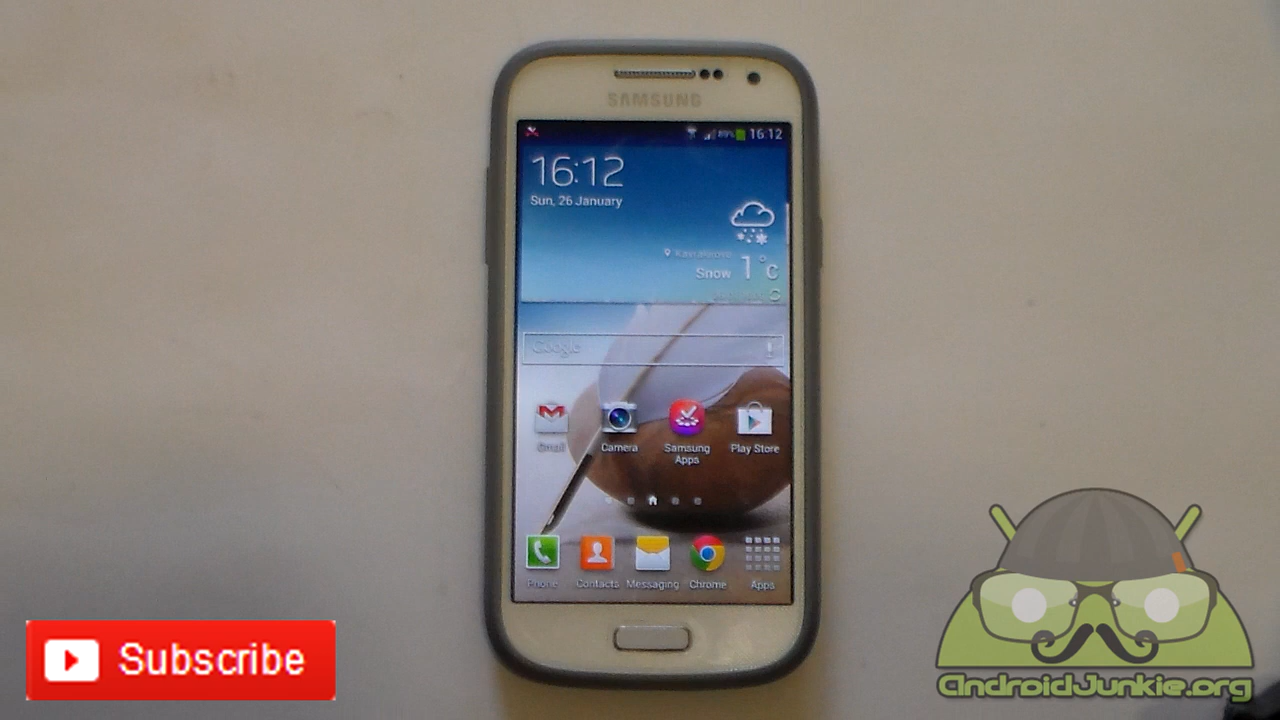 SAMSUNG
89% 16:12
16:12
Sun, 26 January
Snow 1°C
Google
Gmail Camera Samsung Apps Play Store
Phone Contacts Messaging Chrome Apps
Subscribe
AndroidJunkie.org